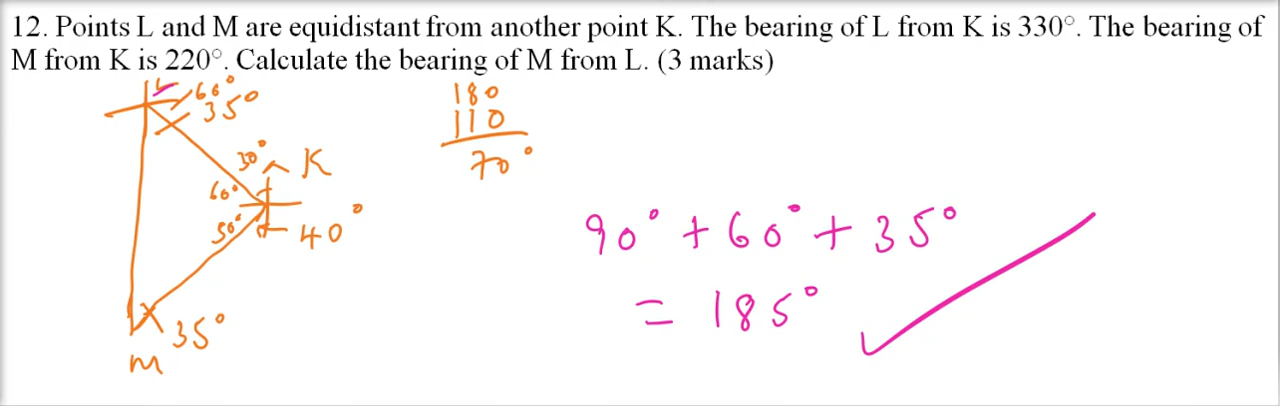 12. Points L and M are equidistant from another point K. The bearing of L from K is 330°. The bearing of
M from K is 220°. Calculate the bearing of M from L. (3 marks)
L 60°
35°
180
110
70°
30° K
60°
50° 40°
35°
M
90° + 60° + 35°
= 185°